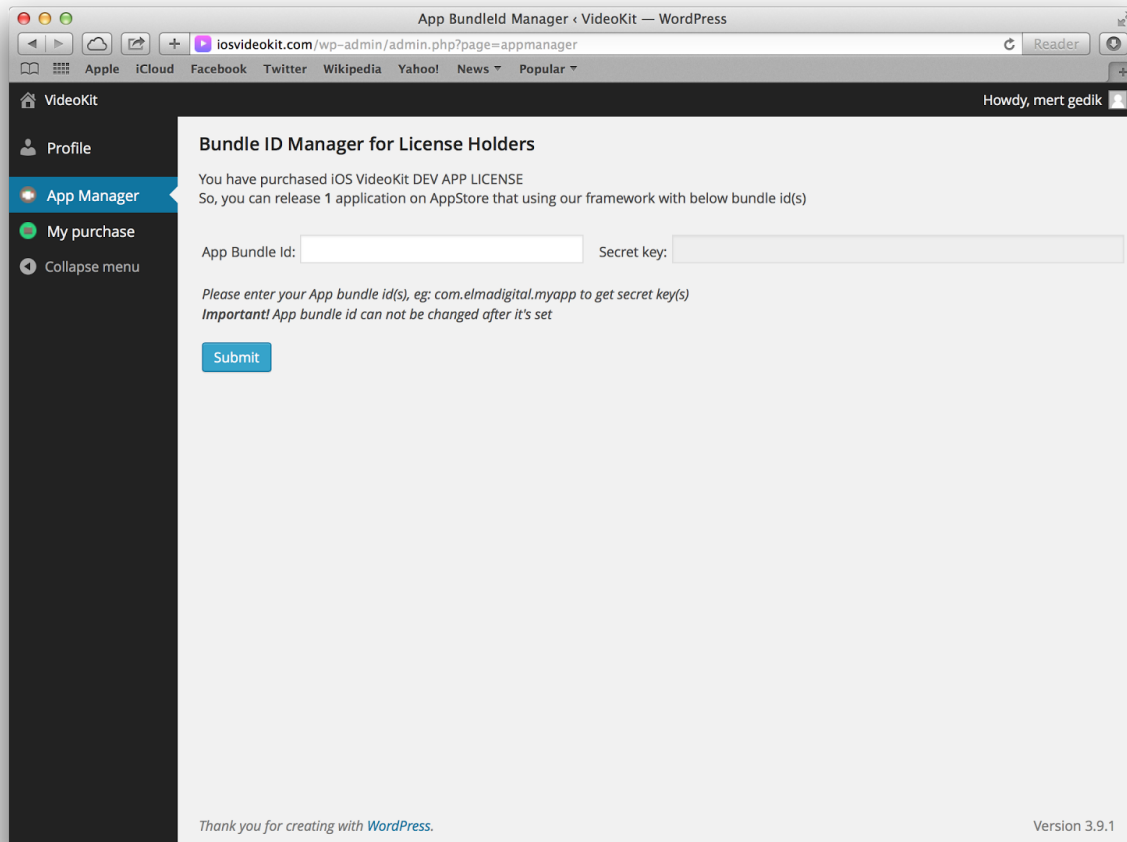 App BundleId Manager ‹ VideoKit — WordPress
iosvideokit.com/wp-admin/admin.php?page=appmanager
Reader
Apple iCloud Facebook Twitter Wikipedia Yahoo! News Popular
VideoKit
Howdy, mert gedik
Profile
App Manager
My purchase
Collapse menu
Bundle ID Manager for License Holders
You have purchased iOS VideoKit DEV APP LICENSE
So, you can release 1 application on AppStore that using our framework with below bundle id(s)
App Bundle Id: Secret key:
Please enter your App bundle id(s), eg: com.elmadigital.myapp to get secret key(s)
Important! App bundle id can not be changed after it's set
Submit
Thank you for creating with WordPress.
Version 3.9.1